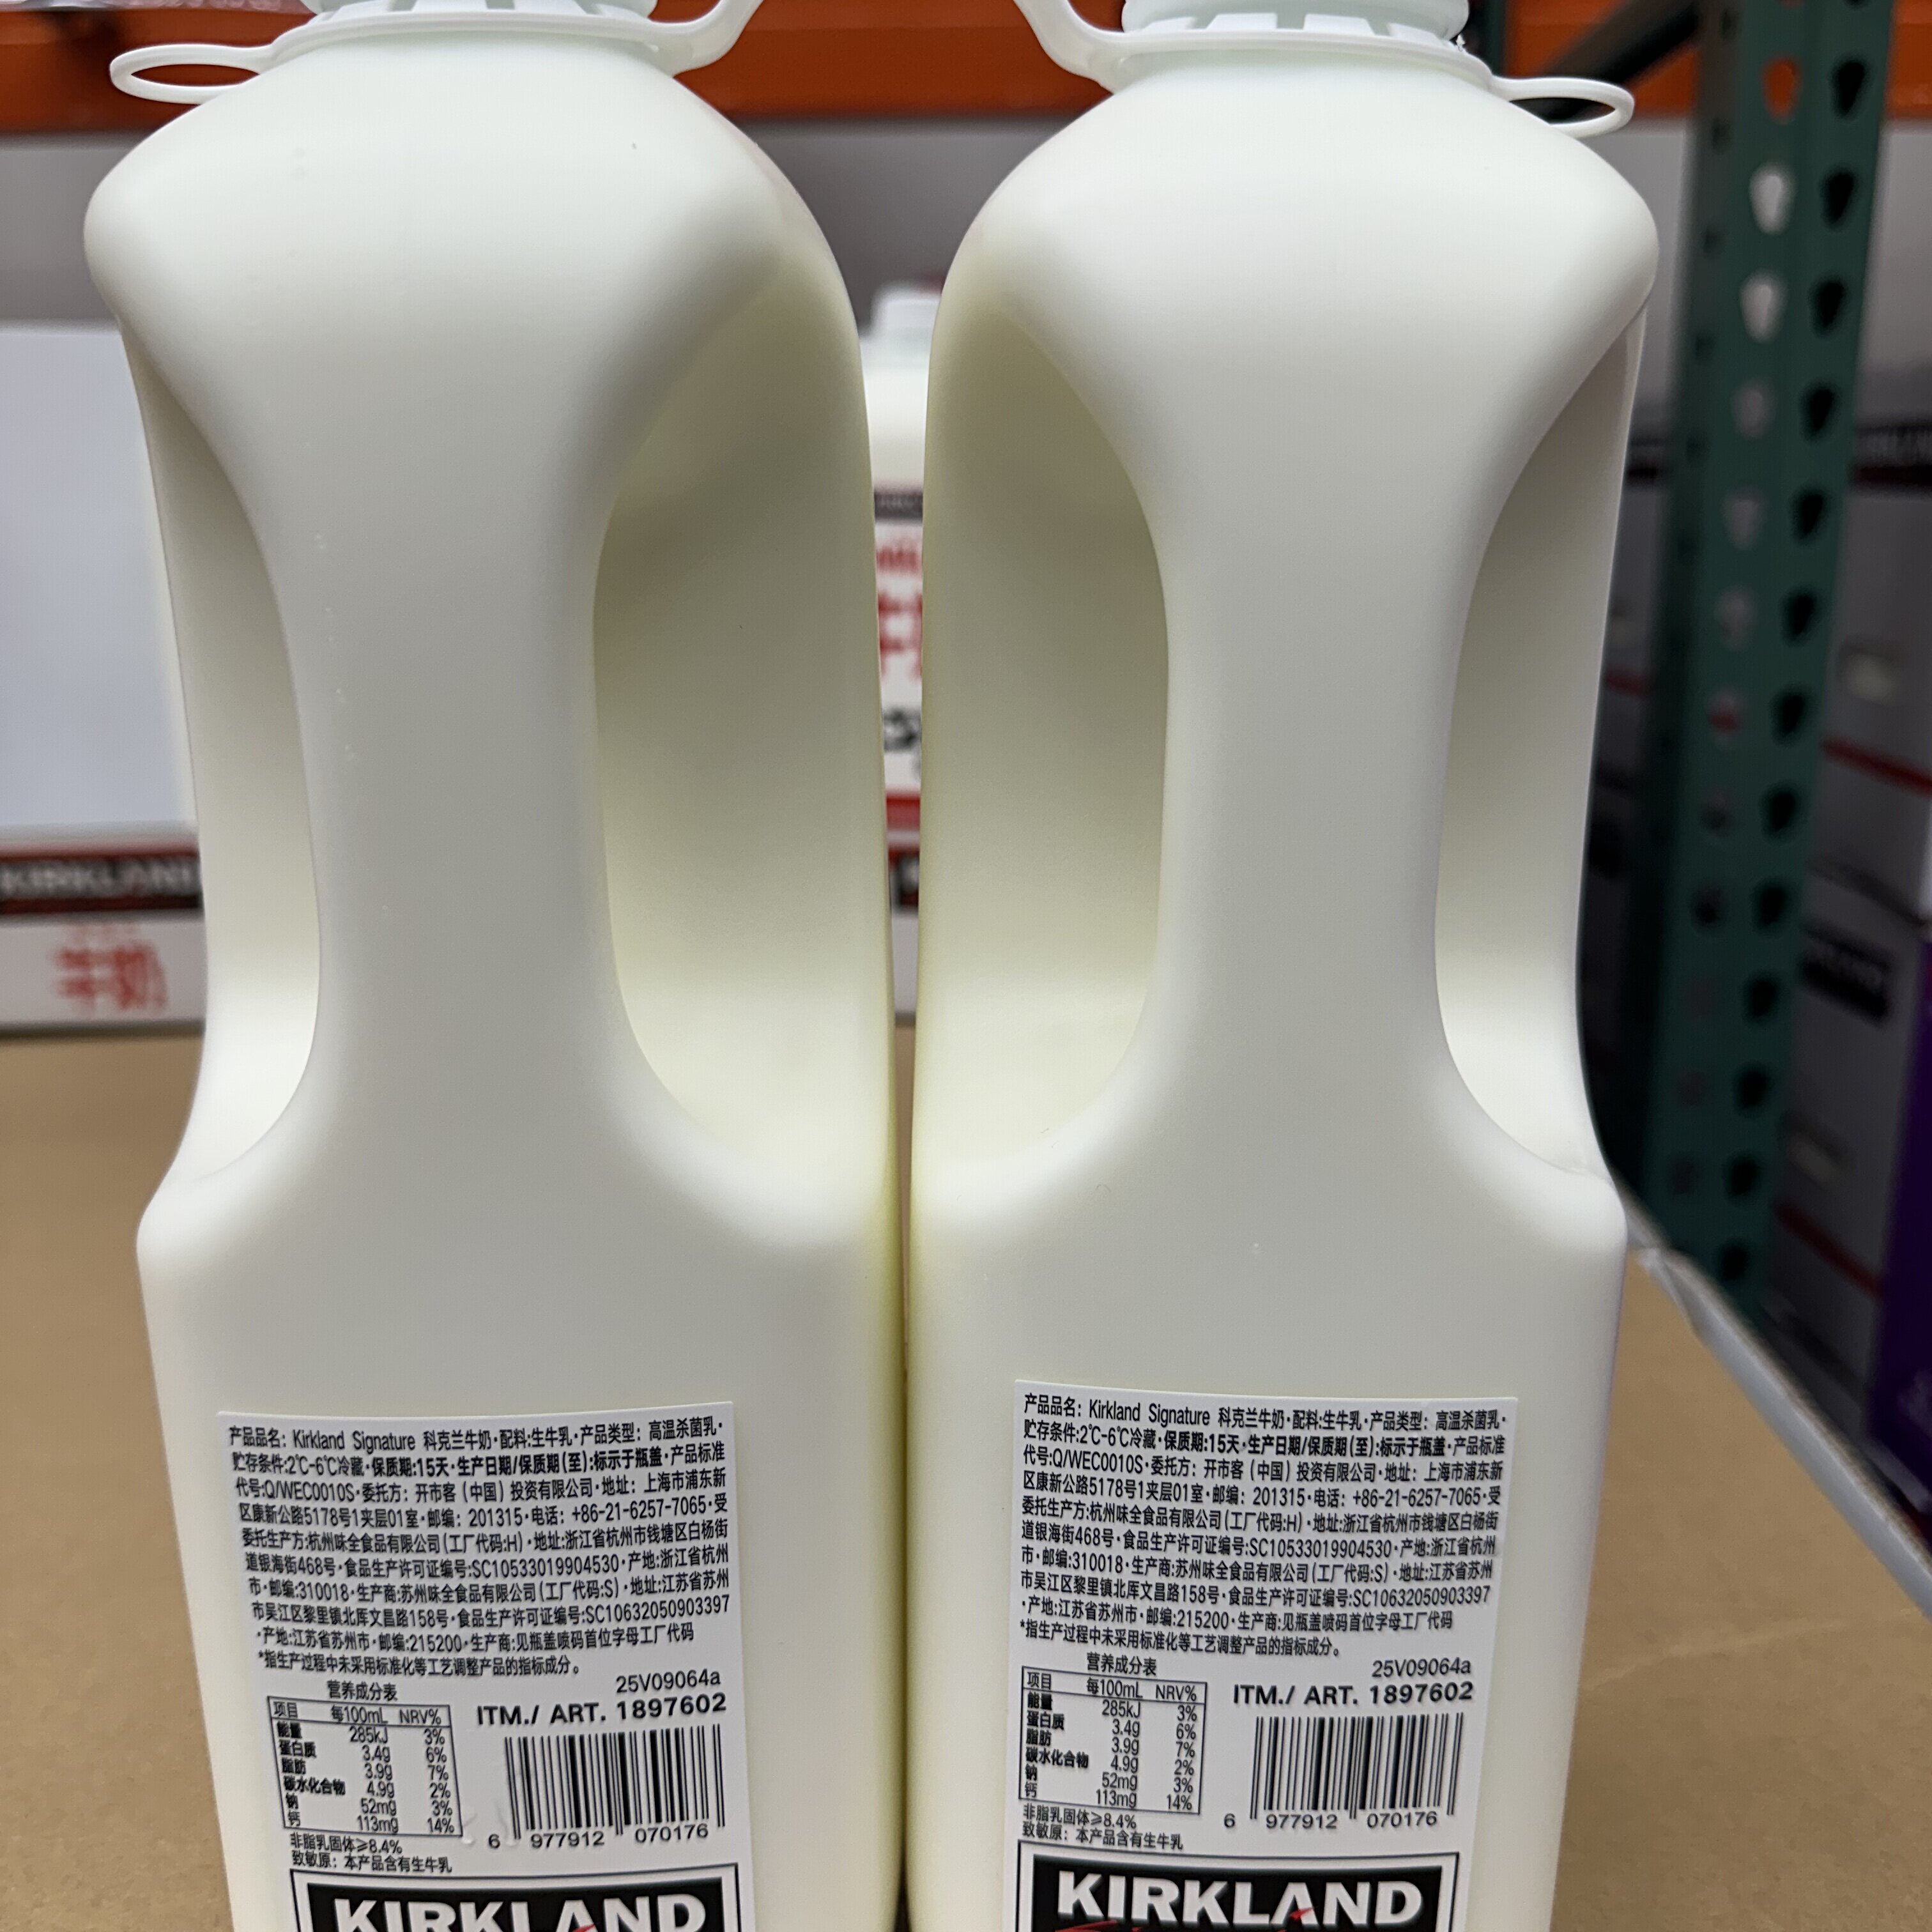 产品品名: Kirkland Signature 科克兰牛奶·配料:生牛乳·产品类型: 高温杀菌乳·
贮存条件:2℃-6℃冷藏·保质期:15天·生产日期/保质期(至):标示于瓶盖·产品标准
代号:Q/WEC0010S·委托方: 开市客 (中国) 投资有限公司·地址: 上海市浦东新
区康新公路5178号1夹层01室·邮编: 201315·电话: +86-21-6257-7065·受
委托生产方:杭州味全食品有限公司(工厂代码:H)·地址:浙江省杭州市钱塘区白杨街
道银海街468号·食品生产许可证编号:SC10533019904530·产地:浙江省杭州
市·邮编:310018·生产商:苏州味全食品有限公司(工厂代码:S)·地址:江苏省苏州
市吴江区黎里镇北厍文昌路158号·食品生产许可证编号:SC10632050903397
·产地:江苏省苏州市·邮编:215200·生产商:见瓶盖喷码首位字母工厂代码
*指生产过程中未采用标准化等工艺调整产品的指标成分。
25V09064a
营养成分表
ITM./ ART. 1897602
项目 每100mL NRV%
能量 285kJ 3%
蛋白质 3.4g 6%
脂肪 3.9g 7%
碳水化合物 4.9g 2%
钠 52mg 3%
钙 113mg 14%
6 977912 070176
非脂乳固体≥8.4%
致敏原: 本产品含有生牛乳
KIRKLAND
产品品名: Kirkland Signature 科克兰牛奶·配料:生牛乳·产品类型: 高温杀菌乳·
贮存条件:2℃-6℃冷藏·保质期:15天·生产日期/保质期(至):标示于瓶盖·产品标准
代号:Q/WEC0010S·委托方: 开市客 (中国) 投资有限公司·地址: 上海市浦东新
区康新公路5178号1夹层01室·邮编: 201315·电话: +86-21-6257-7065·受
委托生产方:杭州味全食品有限公司(工厂代码:H)·地址:浙江省杭州市钱塘区白杨街
道银海街468号·食品生产许可证编号:SC10533019904530·产地:浙江省杭州
市·邮编:310018·生产商:苏州味全食品有限公司(工厂代码:S)·地址:江苏省苏州
市吴江区黎里镇北厍文昌路158号·食品生产许可证编号:SC10632050903397
·产地:江苏省苏州市·邮编:215200·生产商:见瓶盖喷码首位字母工厂代码
*指生产过程中未采用标准化等工艺调整产品的指标成分。
25V09064a
营养成分表
ITM./ ART. 1897602
项目 每100mL NRV%
能量 285kJ 3%
蛋白质 3.4g 6%
脂肪 3.9g 7%
碳水化合物 4.9g 2%
钠 52mg 3%
钙 113mg 14%
6 977912 070176
非脂乳固体≥8.4%
致敏原: 本产品含有生牛乳
KIRKLAND
KIRKLAND
牛奶